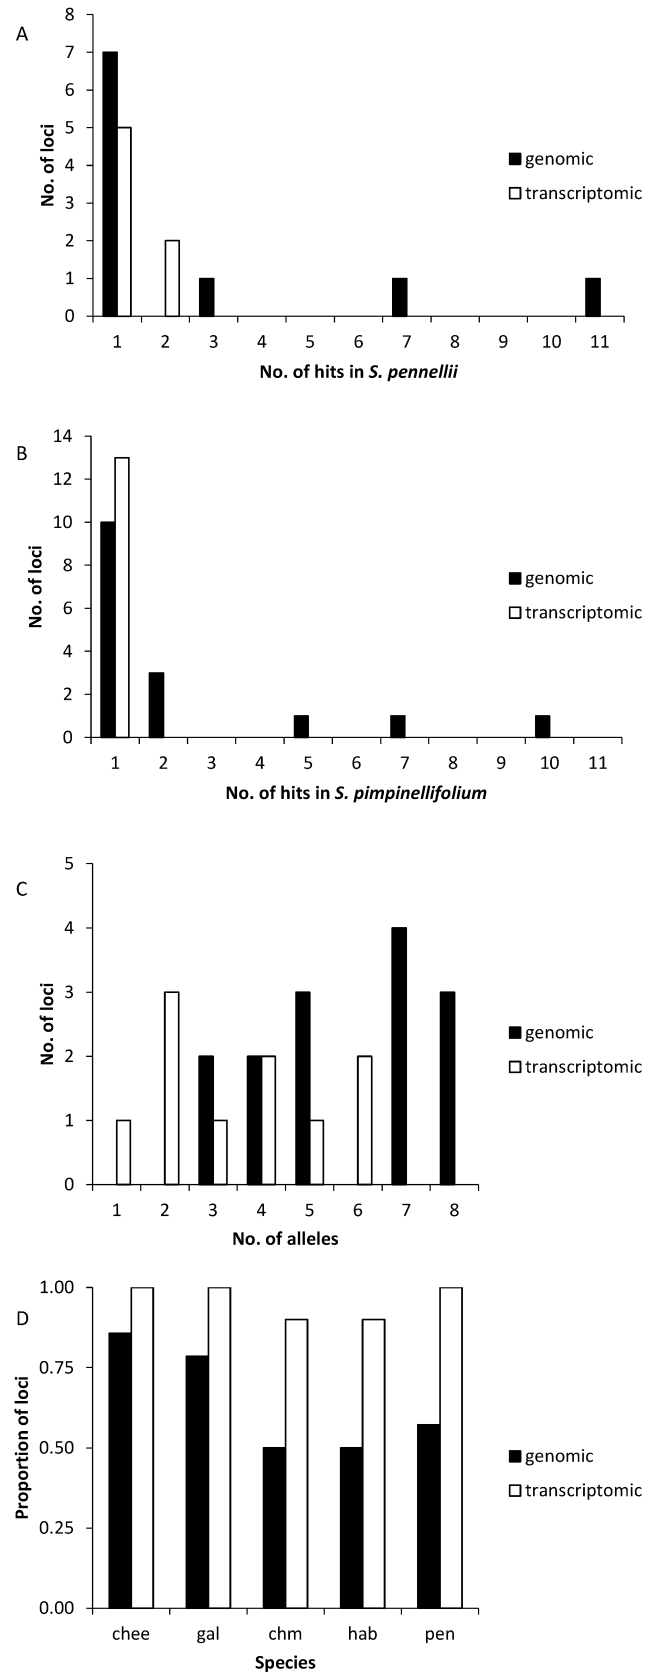 A
8
7
6
5
4
3
2
1
0
No. of loci
genomic
transcriptomic
1 2 3 4 5 6 7 8 9 10 11
No. of hits in S. pennellii
B
14
12
10
8
6
4
2
0
No. of loci
genomic
transcriptomic
1 2 3 4 5 6 7 8 9 10 11
No. of hits in S. pimpinellifolium
C
5
4
3
2
1
0
No. of loci
genomic
transcriptomic
1 2 3 4 5 6 7 8
No. of alleles
D
1.00
0.75
0.50
0.25
0.00
Proportion of loci
genomic
transcriptomic
chee gal chm hab pen
Species